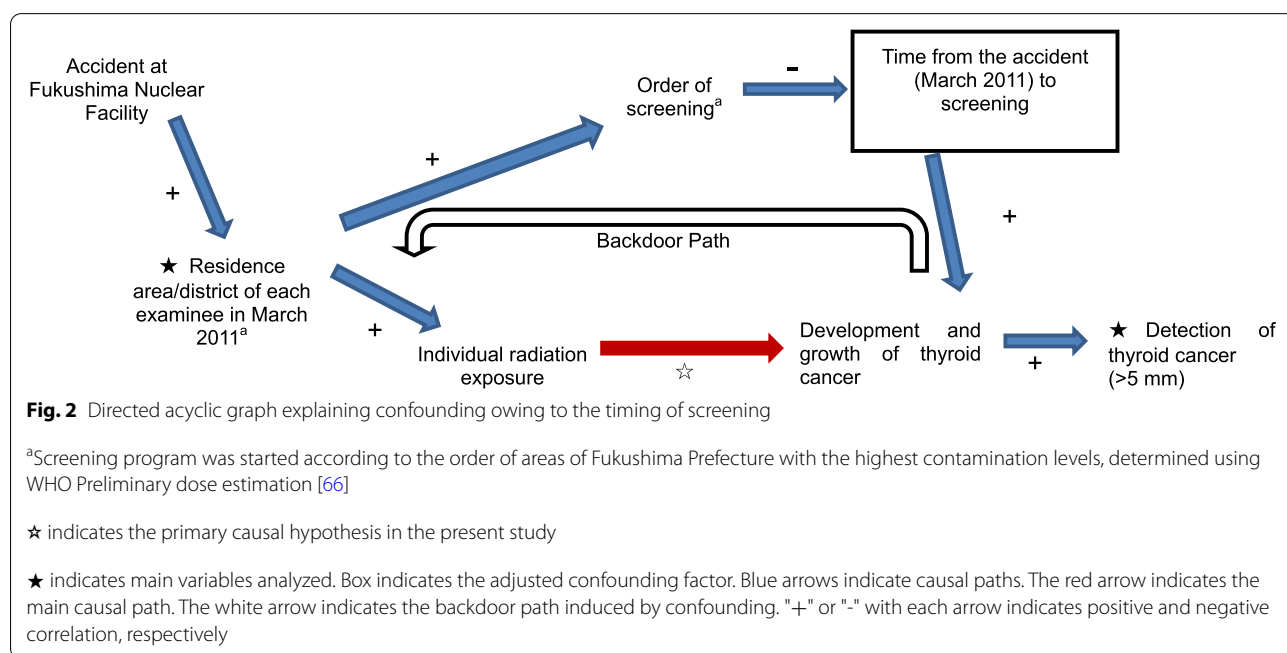 Accident at
Fukushima Nuclear
Facility
+
+
Order of
screeningᵃ
-
Time from the accident
(March 2011) to
screening
+
Backdoor Path
★ Residence
area/district of each
examinee in March
2011ᵃ
+
Individual radiation
exposure
☆
Development and
growth of thyroid
cancer
+
★ Detection of
thyroid cancer
(>5 mm)
Fig. 2 Directed acyclic graph explaining confounding owing to the timing of screening
ᵃScreening program was started according to the order of areas of Fukushima Prefecture with the highest contamination levels, determined using
WHO Preliminary dose estimation [66]
☆ indicates the primary causal hypothesis in the present study
★ indicates main variables analyzed. Box indicates the adjusted confounding factor. Blue arrows indicate causal paths. The red arrow indicates the
main causal path. The white arrow indicates the backdoor path induced by confounding. "+" or "-" with each arrow indicates positive and negative
correlation, respectively